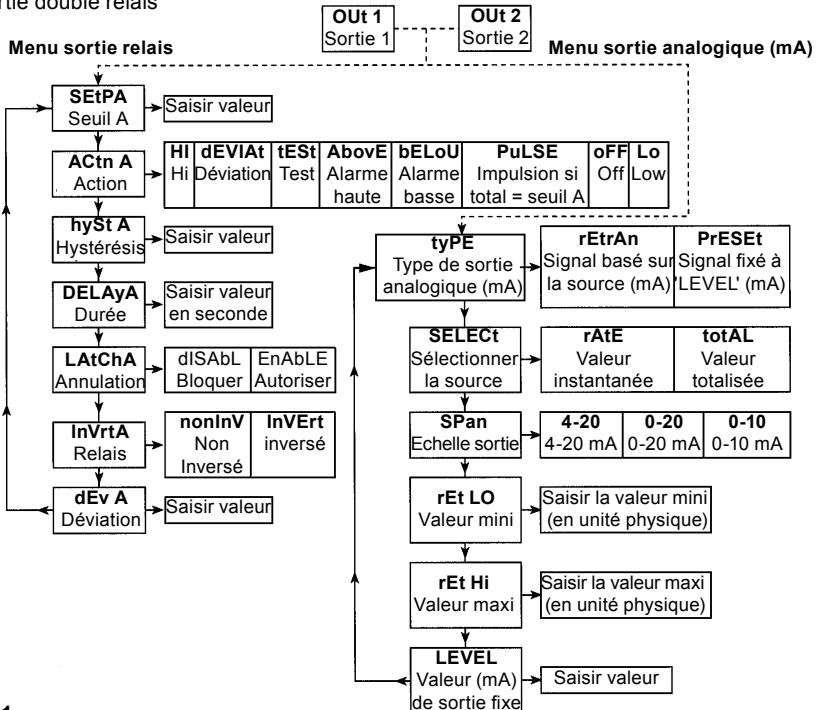 rtie double relais
OUt 1
Sortie 1
OUt 2
Sortie 2
Menu sortie relais
Menu sortie analogique (mA)
SEtPA
Seuil A
Saisir valeur
ACtn A
Action
HI
Hi
dEVIAt
Déviation
tESt
Test
AbovE
Alarme
haute
bELoU
Alarme
basse
PuLSE
Impulsion si
total = seuil A
oFF
Off
Lo
Low
hySt A
Hystérésis
Saisir valeur
DELAyA
Durée
Saisir valeur
en seconde
LAtChA
Annulation
dISAbL
Bloquer
EnAbLE
Autoriser
InVrtA
Relais
nonInV
Non
Inversé
InVErt
inversé
dEv A
Déviation
Saisir valeur
tyPE
Type de sortie
analogique (mA)
rEtrAn
Signal basé sur
la source (mA)
PrESEt
Signal fixé à
'LEVEL' (mA)
SELECt
Sélectionner
la source
rAtE
Valeur
instantanée
totAL
Valeur
totalisée
SPan
Echelle sortie
4-20
4-20 mA
0-20
0-20 mA
0-10
0-10 mA
rEt LO
Valeur mini
Saisir la valeur mini
(en unité physique)
rEt Hi
Valeur maxi
Saisir la valeur maxi
(en unité physique)
LEVEL
Valeur (mA)
de sortie fixe
Saisir valeur